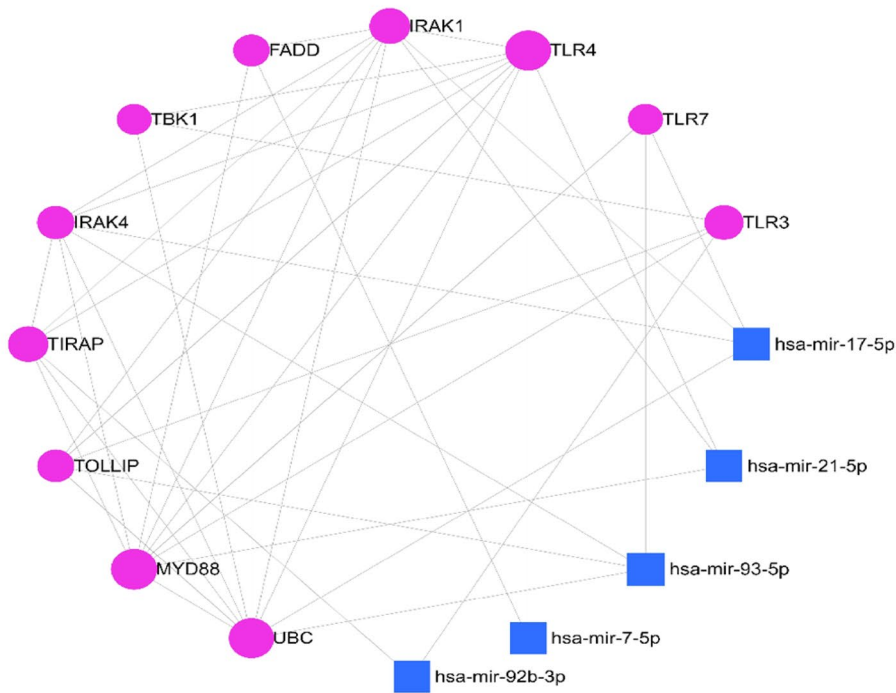 IRAK1
FADD
TLR4
TBK1
TLR7
IRAK4
TLR3
TIRAP
hsa-mir-17-5p
TOLLIP
hsa-mir-21-5p
MYD88
hsa-mir-93-5p
UBC
hsa-mir-7-5p
hsa-mir-92b-3p